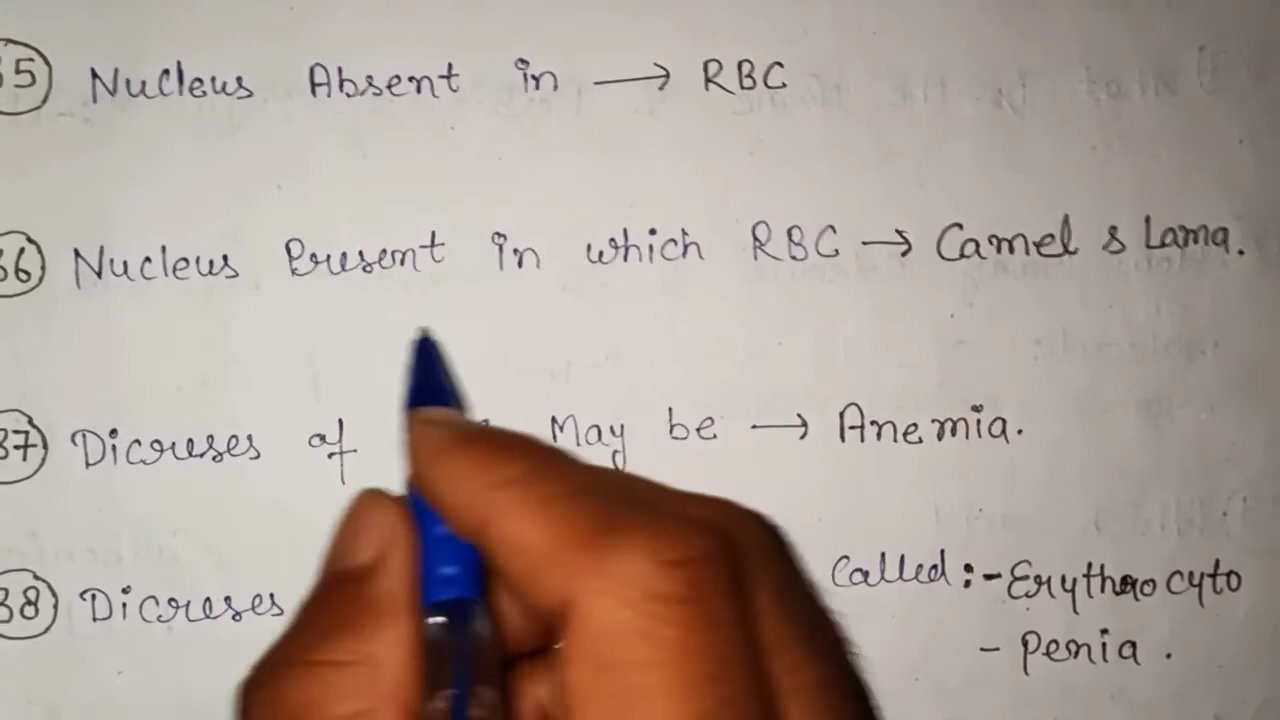 35 Nucleus Absent in → RBC
36 Nucleus Present in which RBC → Camel & Lama.
37 Dicreses of May be → Anemia.
38 Dicreses Called :- Erythrocyto
- Penia .